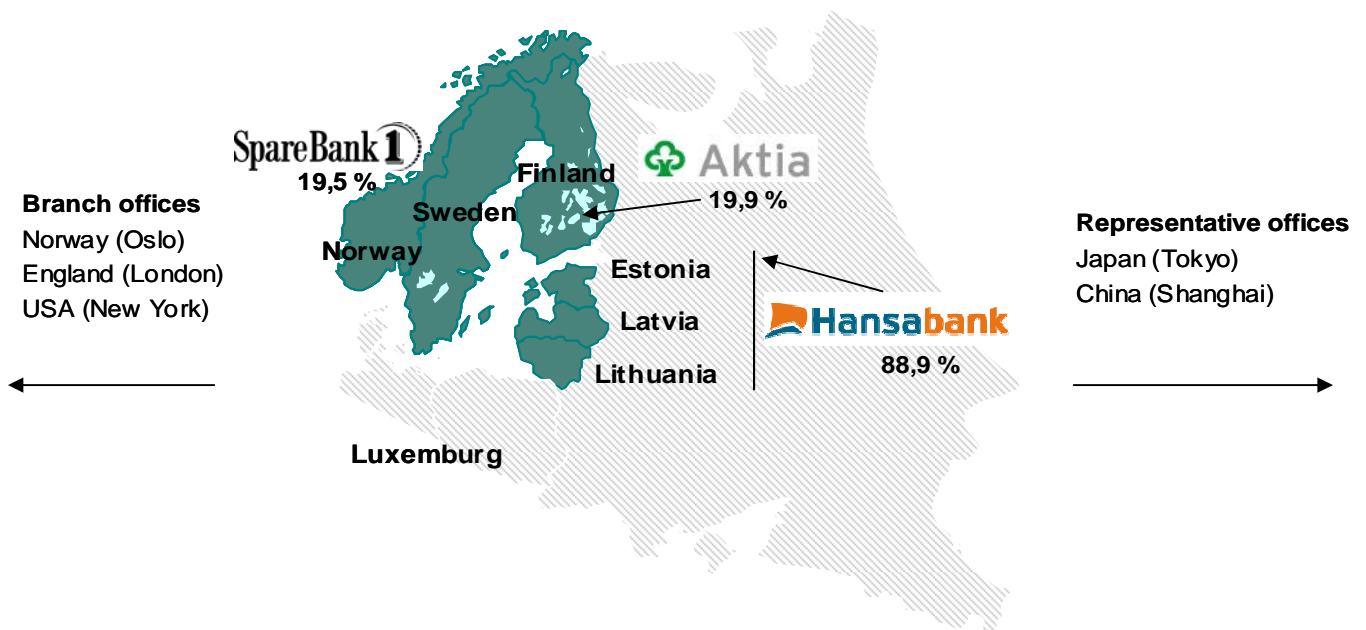 SpareBank 1
19,5 %
Branch offices
Norway (Oslo)
England (London)
USA (New York)
Norway
Sweden
Finland
Aktia
19,9 %
Estonia
Latvia
Lithuania
Hansabank
88,9 %
Luxemburg
Representative offices
Japan (Tokyo)
China (Shanghai)